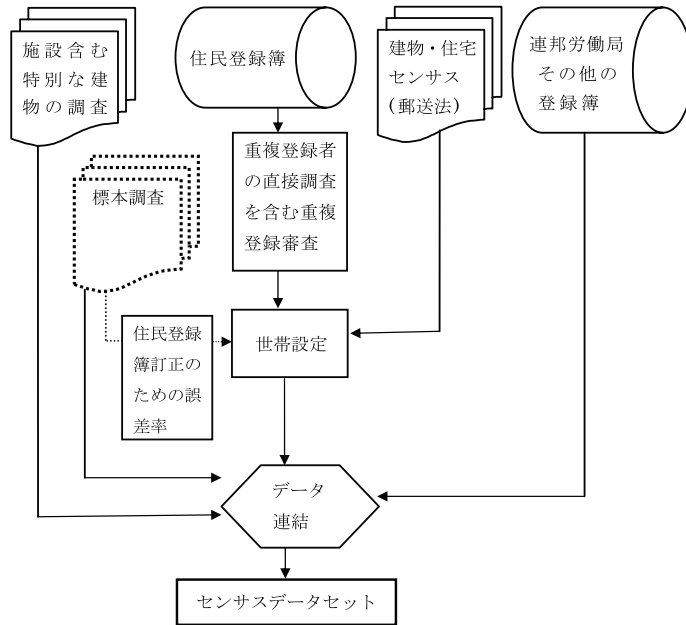 施設含む
特別な建
物の調査
住民登録簿
建物・住宅
センサス
(郵送法)
連邦労働局
その他の
登録簿
標本調査
重複登録者
の直接調査
を含む重複
登録審査
住民登録
簿訂正の
ための誤
差率
世帯設定
データ
連結
センサスデータセット